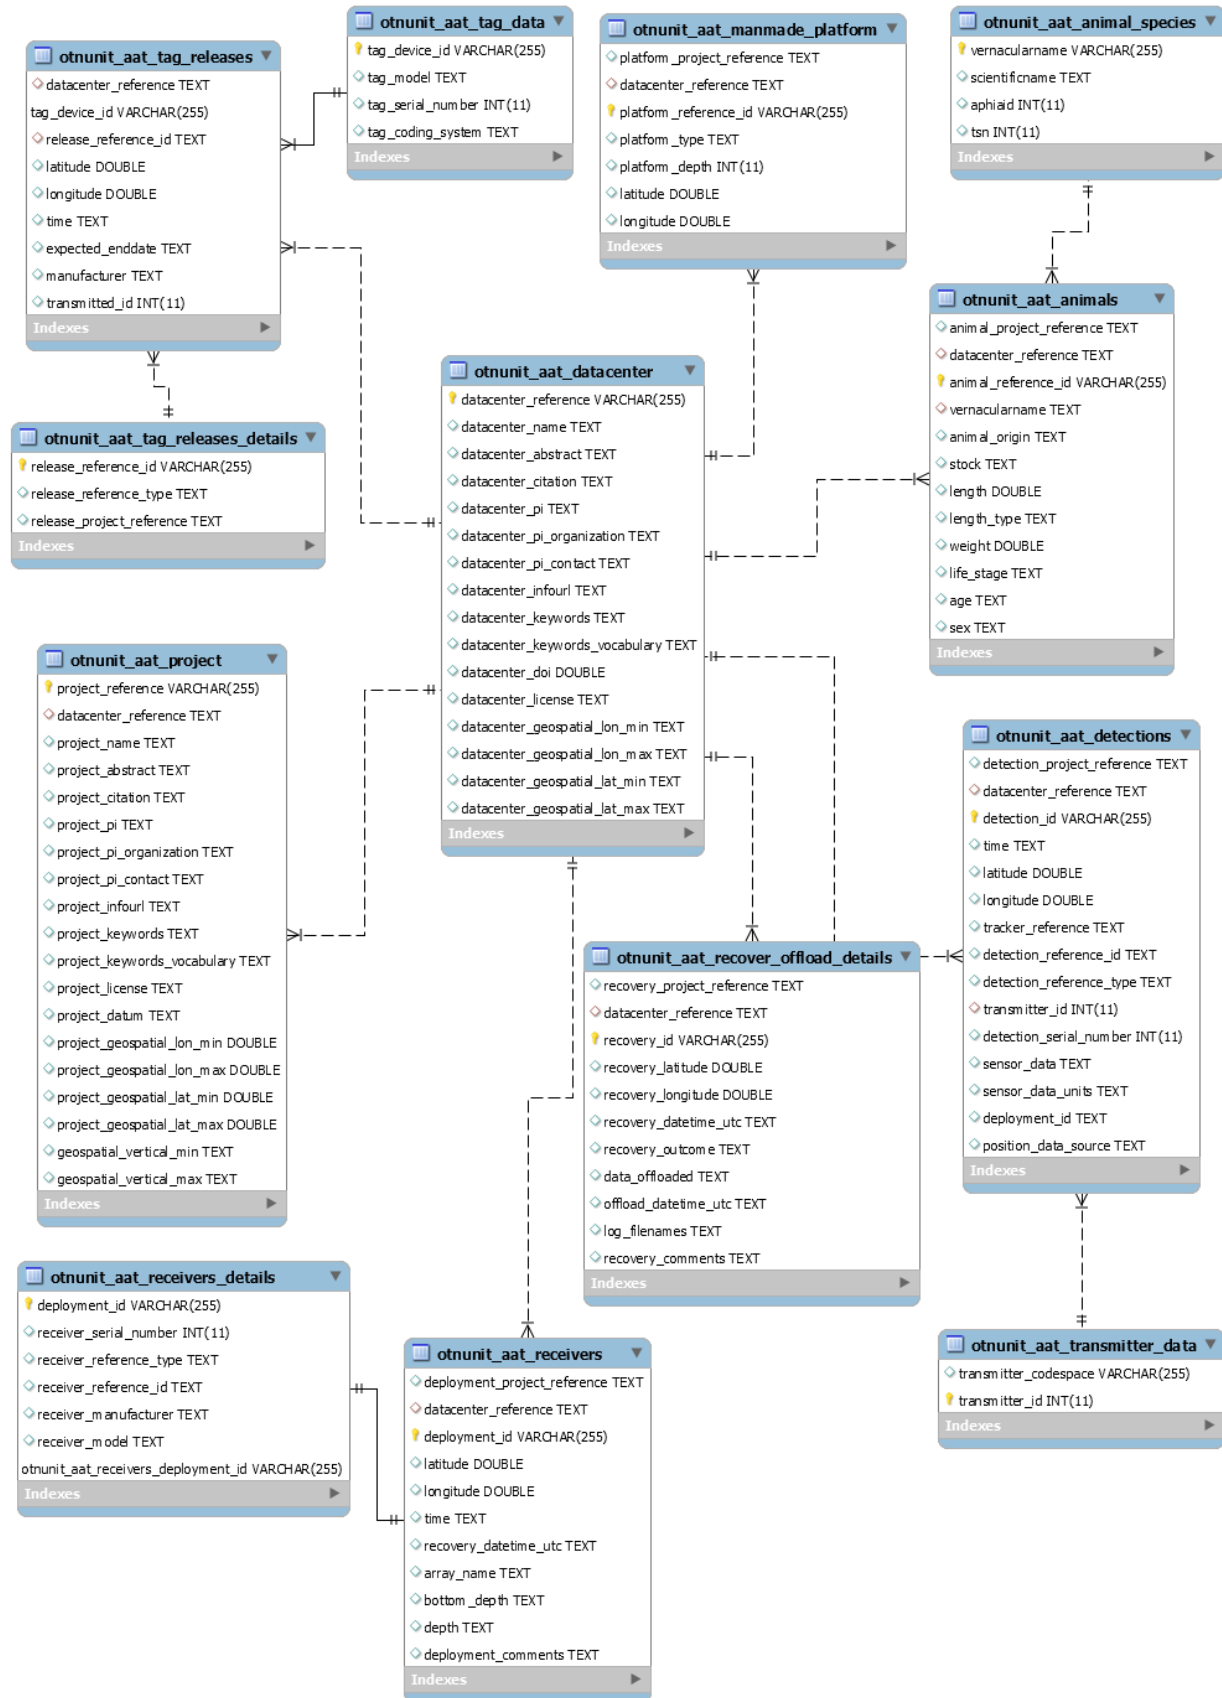 otnunit_aat_tag_releases
datacenter_reference TEXT
tag_device_id VARCHAR(255)
release_reference_id TEXT
latitude DOUBLE
longitude DOUBLE
time TEXT
expected_enddate TEXT
manufacturer TEXT
transmitted_id INT(11)
Indexes
otnunit_aat_tag_data
tag_device_id VARCHAR(255)
tag_model TEXT
tag_serial_number INT(11)
tag_coding_system TEXT
Indexes
otnunit_aat_manmade_platform
platform_project_reference TEXT
datacenter_reference TEXT
platform_reference_id VARCHAR(255)
platform_type TEXT
platform_depth INT(11)
latitude DOUBLE
longitude DOUBLE
Indexes
otnunit_aat_animal_species
vernacularname VARCHAR(255)
scientificname TEXT
aphiaid INT(11)
tsn INT(11)
Indexes
otnunit_aat_animals
animal_project_reference TEXT
datacenter_reference TEXT
animal_reference_id VARCHAR(255)
vernacularname TEXT
animal_origin TEXT
stock TEXT
length DOUBLE
length_type TEXT
weight DOUBLE
life_stage TEXT
age TEXT
sex TEXT
Indexes
otnunit_aat_datacenter
datacenter_reference VARCHAR(255)
datacenter_name TEXT
datacenter_abstract TEXT
datacenter_citation TEXT
datacenter_pi TEXT
datacenter_pi_organization TEXT
datacenter_pi_contact TEXT
datacenter_infourl TEXT
datacenter_keywords TEXT
datacenter_keywords_vocabulary TEXT
datacenter_doi DOUBLE
datacenter_license TEXT
datacenter_geospatial_lon_min TEXT
datacenter_geospatial_lon_max TEXT
datacenter_geospatial_lat_min TEXT
datacenter_geospatial_lat_max TEXT
Indexes
otnunit_aat_tag_releases_details
release_reference_id VARCHAR(255)
release_reference_type TEXT
release_project_reference TEXT
Indexes
otnunit_aat_project
project_reference VARCHAR(255)
datacenter_reference TEXT
project_name TEXT
project_abstract TEXT
project_citation TEXT
project_pi TEXT
project_pi_organization TEXT
project_pi_contact TEXT
project_infourl TEXT
project_keywords TEXT
project_keywords_vocabulary TEXT
project_license TEXT
project_datum TEXT
project_geospatial_lon_min DOUBLE
project_geospatial_lon_max DOUBLE
project_geospatial_lat_min DOUBLE
project_geospatial_lat_max DOUBLE
geospatial_vertical_min TEXT
geospatial_vertical_max TEXT
Indexes
otnunit_aat_detections
detection_project_reference TEXT
datacenter_reference TEXT
detection_id VARCHAR(255)
time TEXT
latitude DOUBLE
longitude DOUBLE
tracker_reference TEXT
detection_reference_id TEXT
detection_reference_type TEXT
transmitter_id INT(11)
detection_serial_number INT(11)
sensor_data TEXT
sensor_data_units TEXT
deployment_id TEXT
position_data_source TEXT
Indexes
otnunit_aat_recover_offload_details
recovery_project_reference TEXT
datacenter_reference TEXT
recovery_id VARCHAR(255)
recovery_latitude DOUBLE
recovery_longitude DOUBLE
recovery_datetime_utc TEXT
recovery_outcome TEXT
data_offloaded TEXT
offload_datetime_utc TEXT
log_filenames TEXT
recovery_comments TEXT
Indexes
otnunit_aat_receivers_details
deployment_id VARCHAR(255)
receiver_serial_number INT(11)
receiver_reference_type TEXT
receiver_reference_id TEXT
receiver_manufacturer TEXT
receiver_model TEXT
otnunit_aat_receivers_deployment_id VARCHAR(255)
Indexes
otnunit_aat_receivers
deployment_project_reference TEXT
datacenter_reference TEXT
deployment_id VARCHAR(255)
latitude DOUBLE
longitude DOUBLE
time TEXT
recovery_datetime_utc TEXT
array_name TEXT
bottom_depth TEXT
depth TEXT
deployment_comments TEXT
Indexes
otnunit_aat_transmitter_data
transmitter_codespace VARCHAR(255)
transmitter_id INT(11)
Indexes